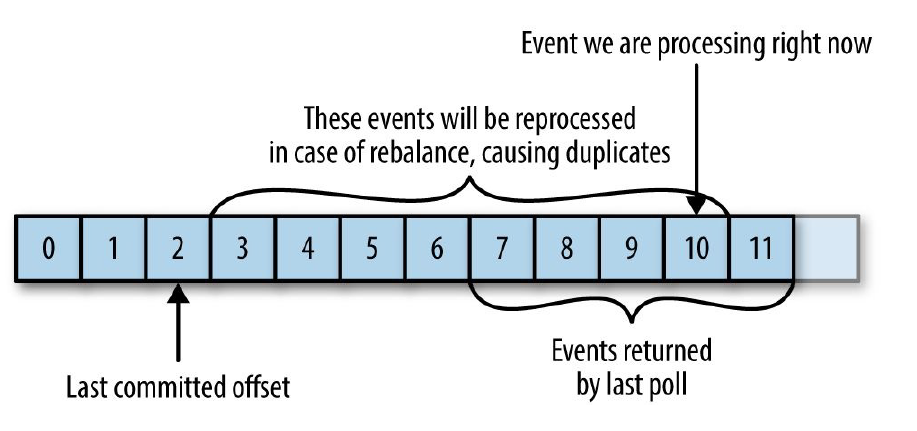 Event we are processing right now
These events will be reprocessed
in case of rebalance, causing duplicates
0 1 2 3 4 5 6 7 8 9 10 11
Events returned
by last poll
Last committed offset